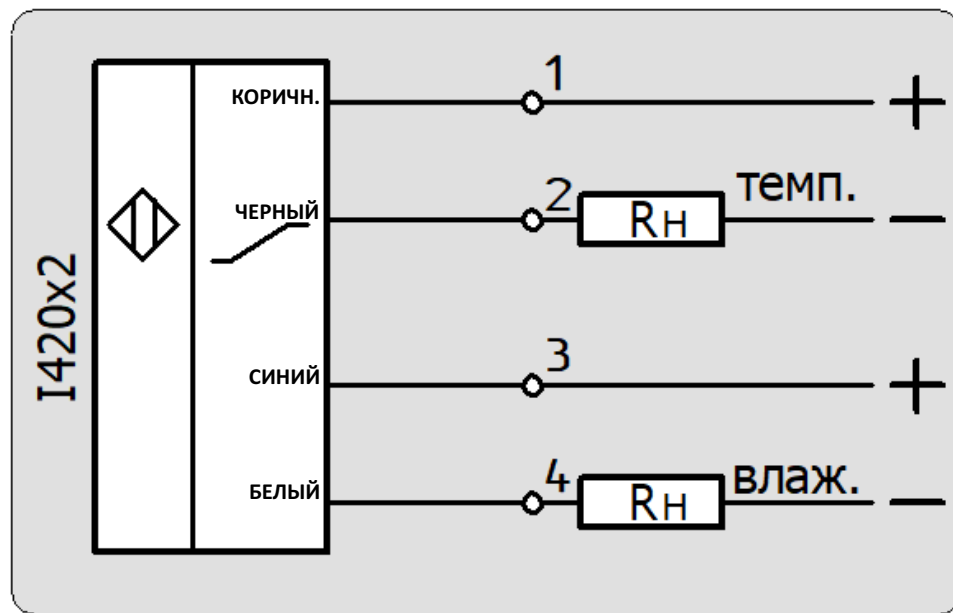 I420x2
КОРИЧН.
1
+
ЧЕРНЫЙ
2
Rн
темп.
−
СИНИЙ
3
+
БЕЛЫЙ
4
Rн
влаж.
−